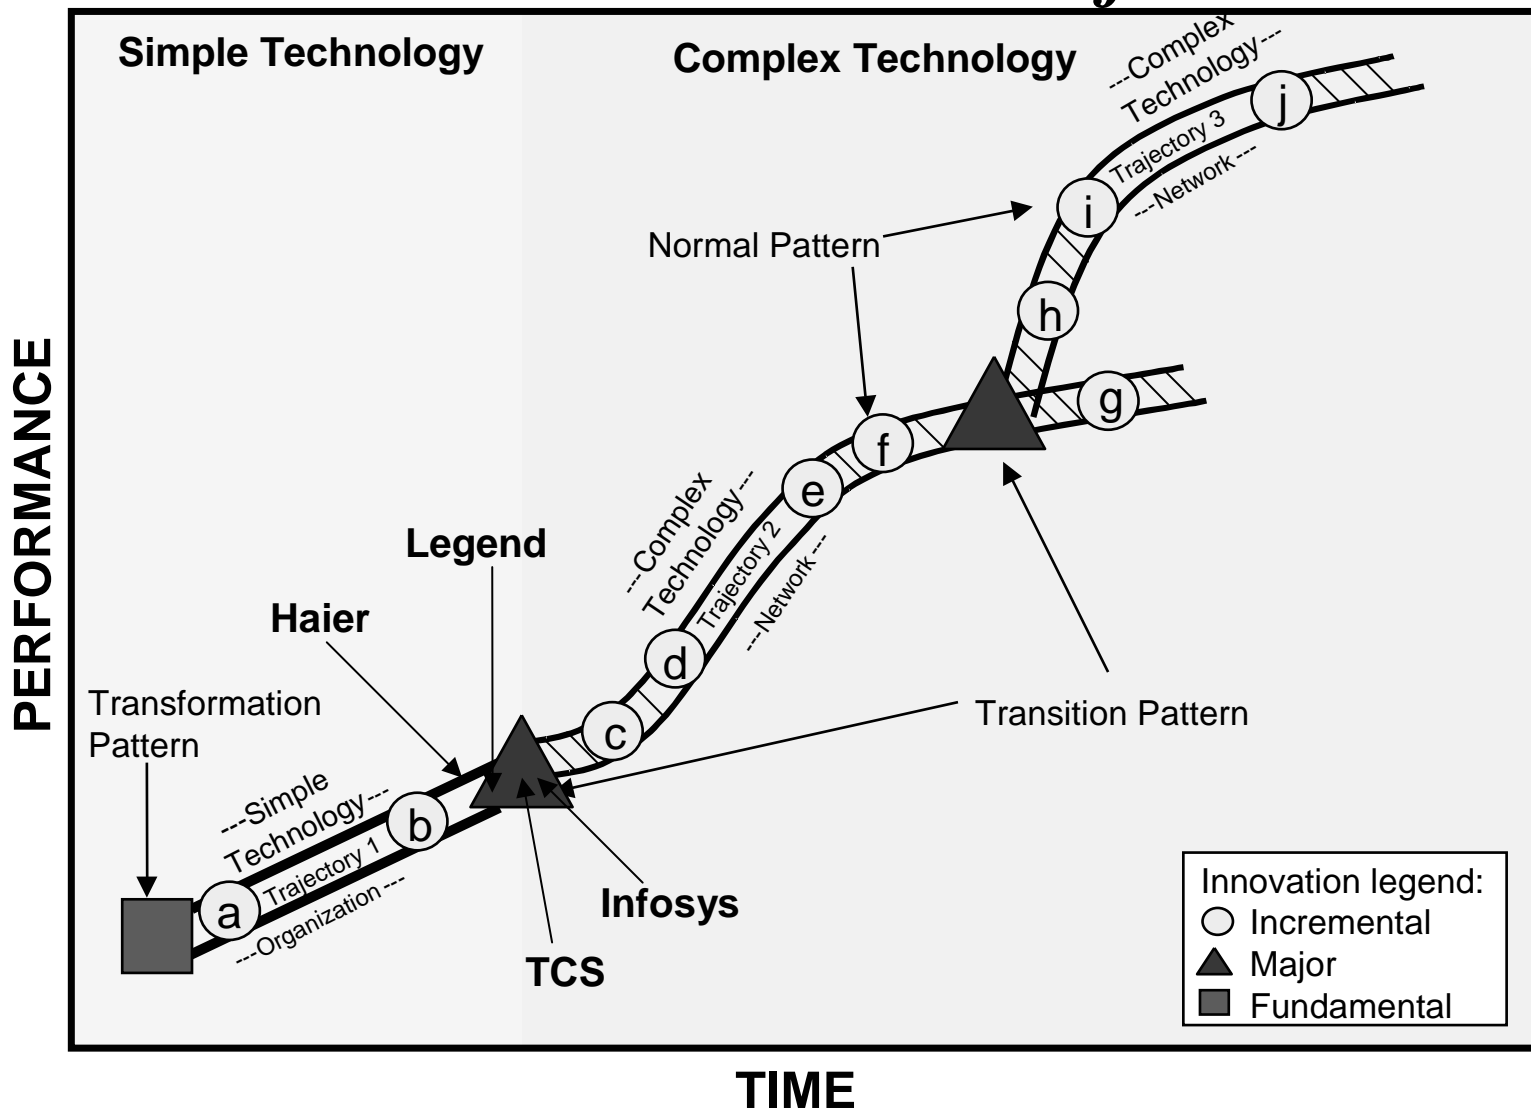 Simple Technology
Complex Technology
---Complex
Technology---
j
Trajectory 3
---Network---
i
Normal Pattern
h
g
f
e
---Complex
Technology---
Trajectory 2
---Network---
Legend
Haier
d
Transformation
Pattern
Transition Pattern
c
---Simple
Technology---
b
Trajectory 1
a
---Organization---
Infosys
TCS
Innovation legend:
Incremental
Major
Fundamental
PERFORMANCE
TIME